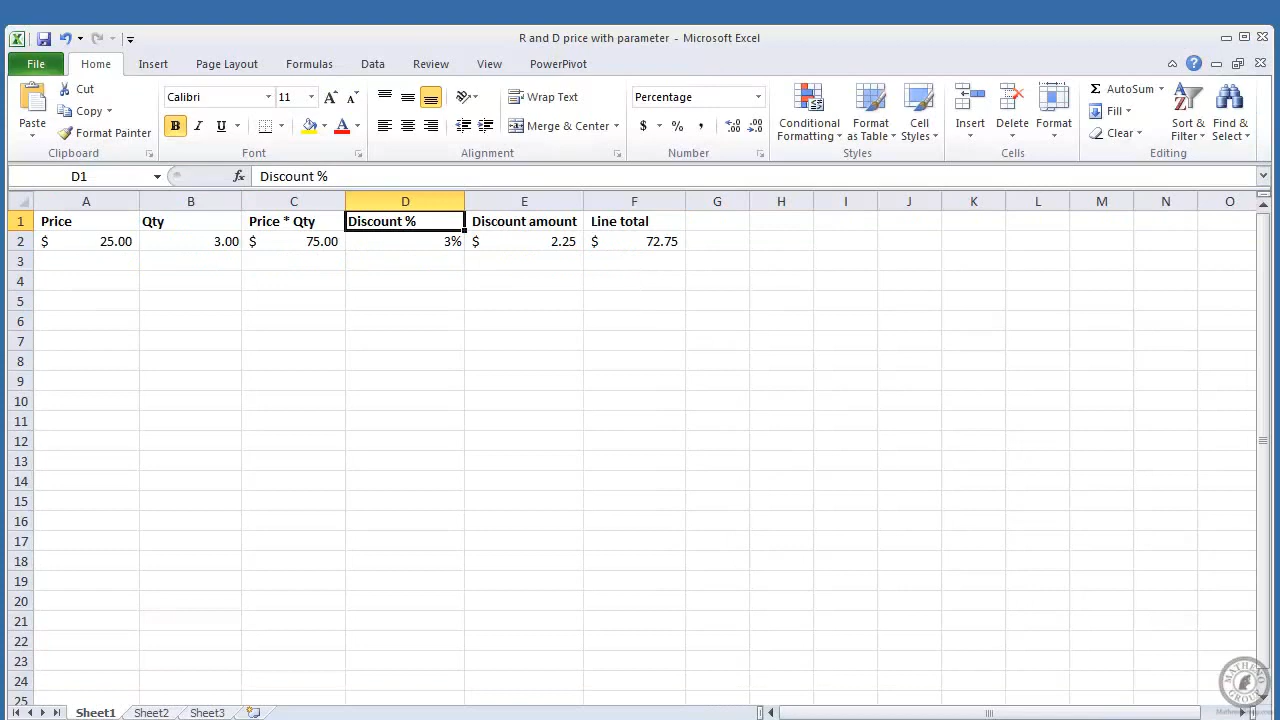 R and D price with parameter - Microsoft Excel
File Home Insert Page Layout Formulas Data Review View PowerPivot
Paste
Cut
Copy
Format Painter
Clipboard
Calibri 11
B I U
Font
Wrap Text
Merge & Center
Alignment
Percentage
$ % ,
Number
Conditional Formatting
Format as Table
Cell Styles
Styles
Insert
Delete
Format
Cells
Σ AutoSum
Fill
Clear
Sort & Filter
Find & Select
Editing
D1 fx Discount %
A B C D E F G H I J K L M N O
1 Price Qty Price * Qty Discount % Discount amount Line total
2 $ 25.00 3.00 $ 75.00 3% $ 2.25 $ 72.75
3
4
5
6
7
8
9
10
11
12
13
14
15
16
17
18
19
20
21
22
23
24
25
Sheet1 Sheet2 Sheet3